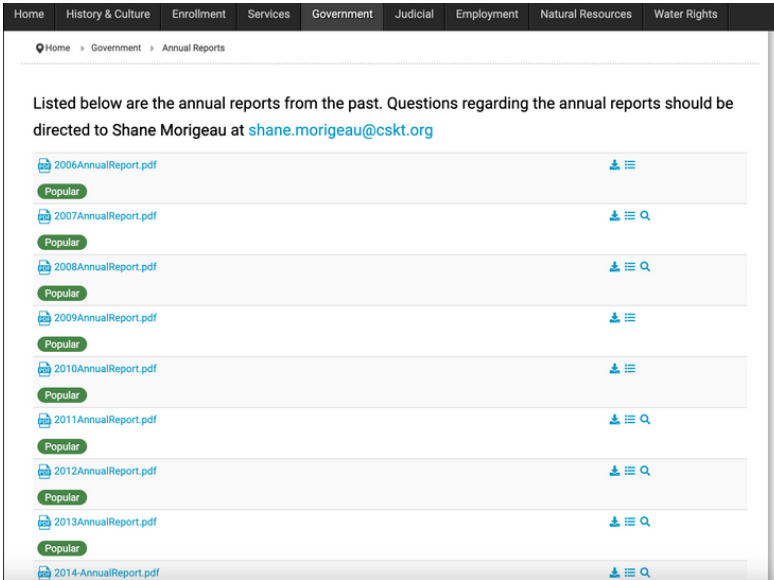 Home History & Culture Enrollment Services Government Judicial Employment Natural Resources Water Rights
Home Government Annual Reports
Listed below are the annual reports from the past. Questions regarding the annual reports should be
directed to Shane Morigeau at shane.morigeau@cskt.org
2006AnnualReport.pdf
Popular
2007AnnualReport.pdf
Popular
2008AnnualReport.pdf
Popular
2009AnnualReport.pdf
Popular
2010AnnualReport.pdf
Popular
2011AnnualReport.pdf
Popular
2012AnnualReport.pdf
Popular
2013AnnualReport.pdf
Popular
2014-AnnualReport.pdf